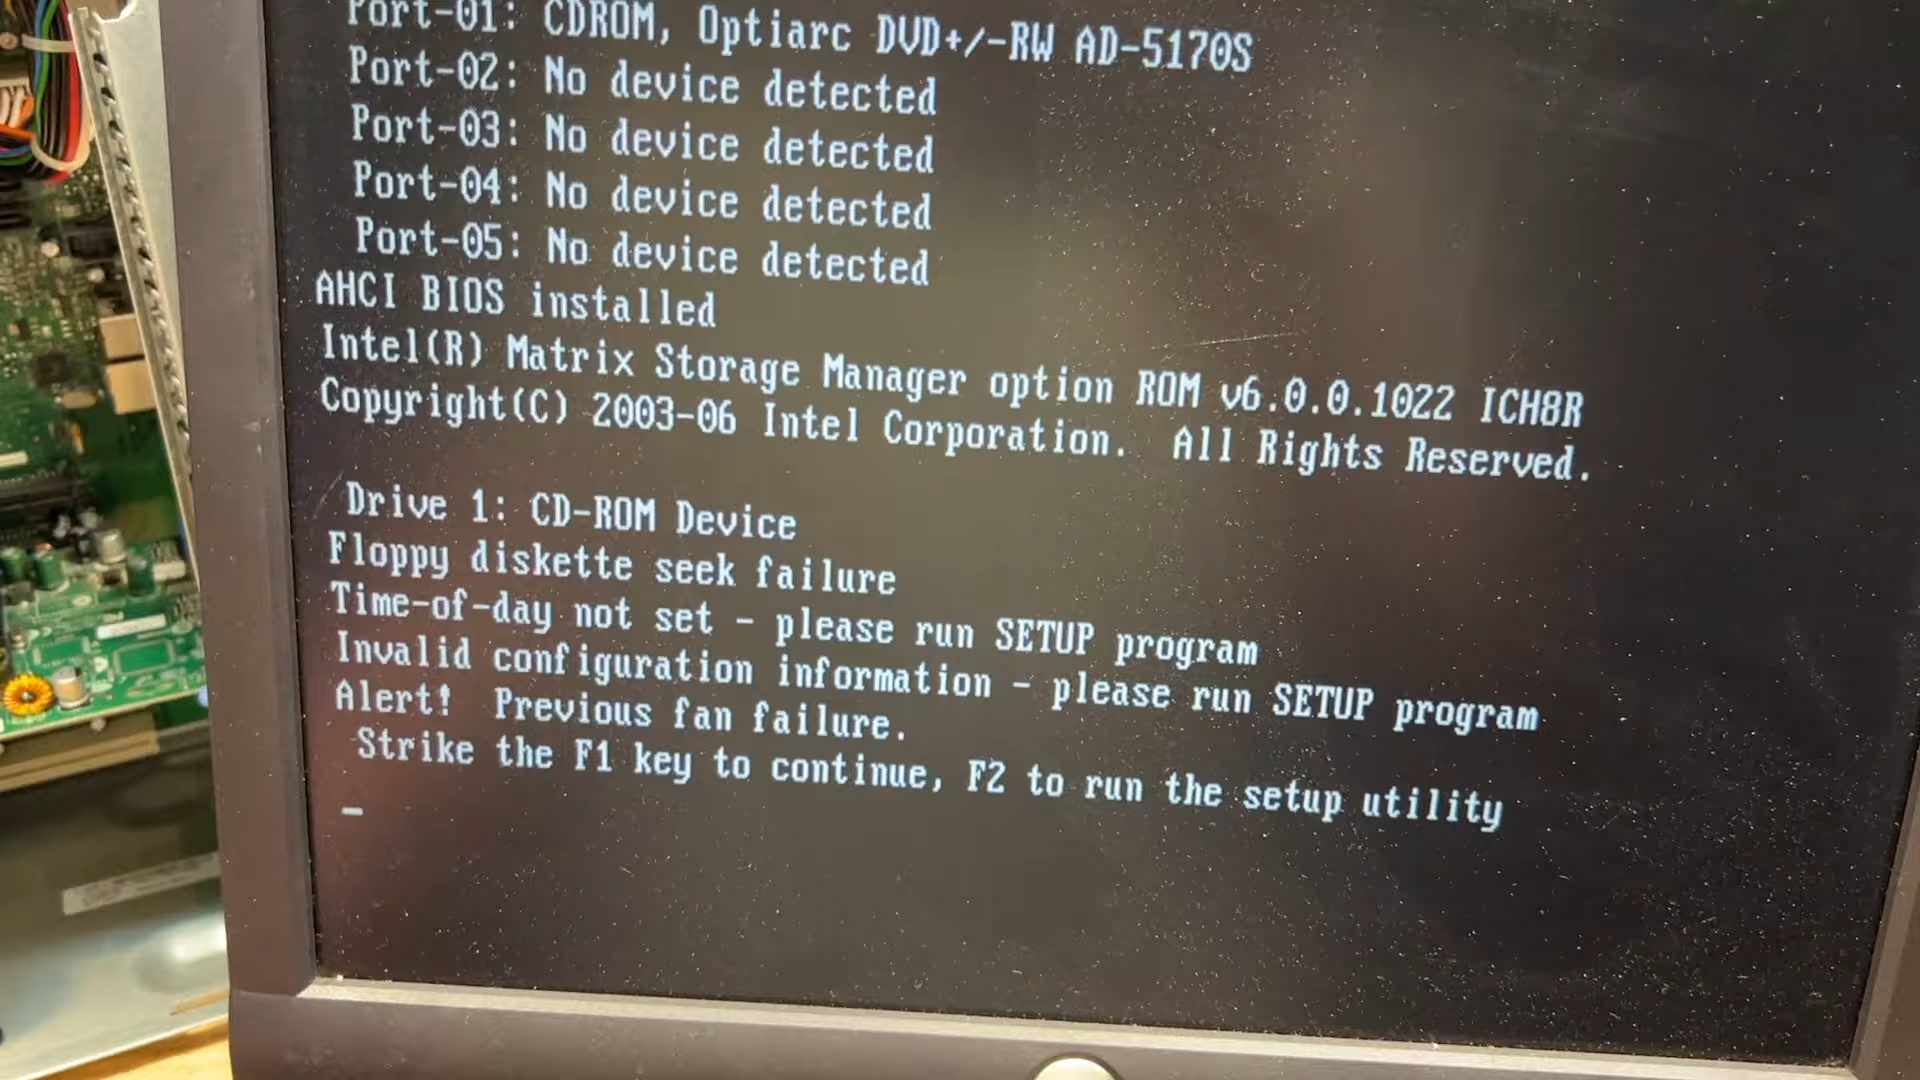 Port-01: CDROM, Optiarc DVD+/-RW AD-5170S
Port-02: No device detected
Port-03: No device detected
Port-04: No device detected
Port-05: No device detected
AHCI BIOS installed
Intel(R) Matrix Storage Manager option ROM v6.0.0.1022 ICH8R
Copyright(C) 2003-06 Intel Corporation.  All Rights Reserved.
Drive 1: CD-ROM Device
Floppy diskette seek failure
Time-of-day not set - please run SETUP program
Invalid configuration information - please run SETUP program
Alert!  Previous fan failure.
Strike the F1 key to continue, F2 to run the setup utility
_